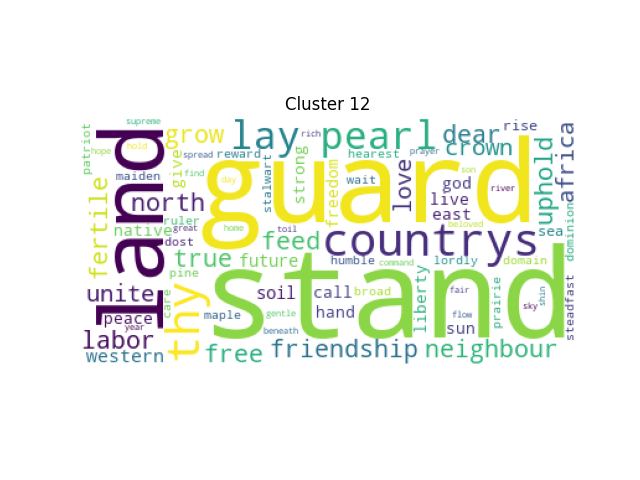 Cluster 12
patriot
supreme
hope
hold
land
grow
lay
rich
pearl
dear
rise
crown
africa
spread
reward
give
find
stalwart
strong
hearest
prayer
freedom
wait
love
god
live
east
son
river
uphold
maiden
north
guard
day
native
ruler
great
home
beloved
sea
dominion
dost
feed
countrys
fertile
true
future
pine
humble
command
lordly
domain
stand
unite
thy
care
maple
soil
call
broad
hand
gentle
beneath
liberty
fair
flow
sun
prairie
sky
shin
steadfast
peace
year
labor
western
free
friendship
neighbour